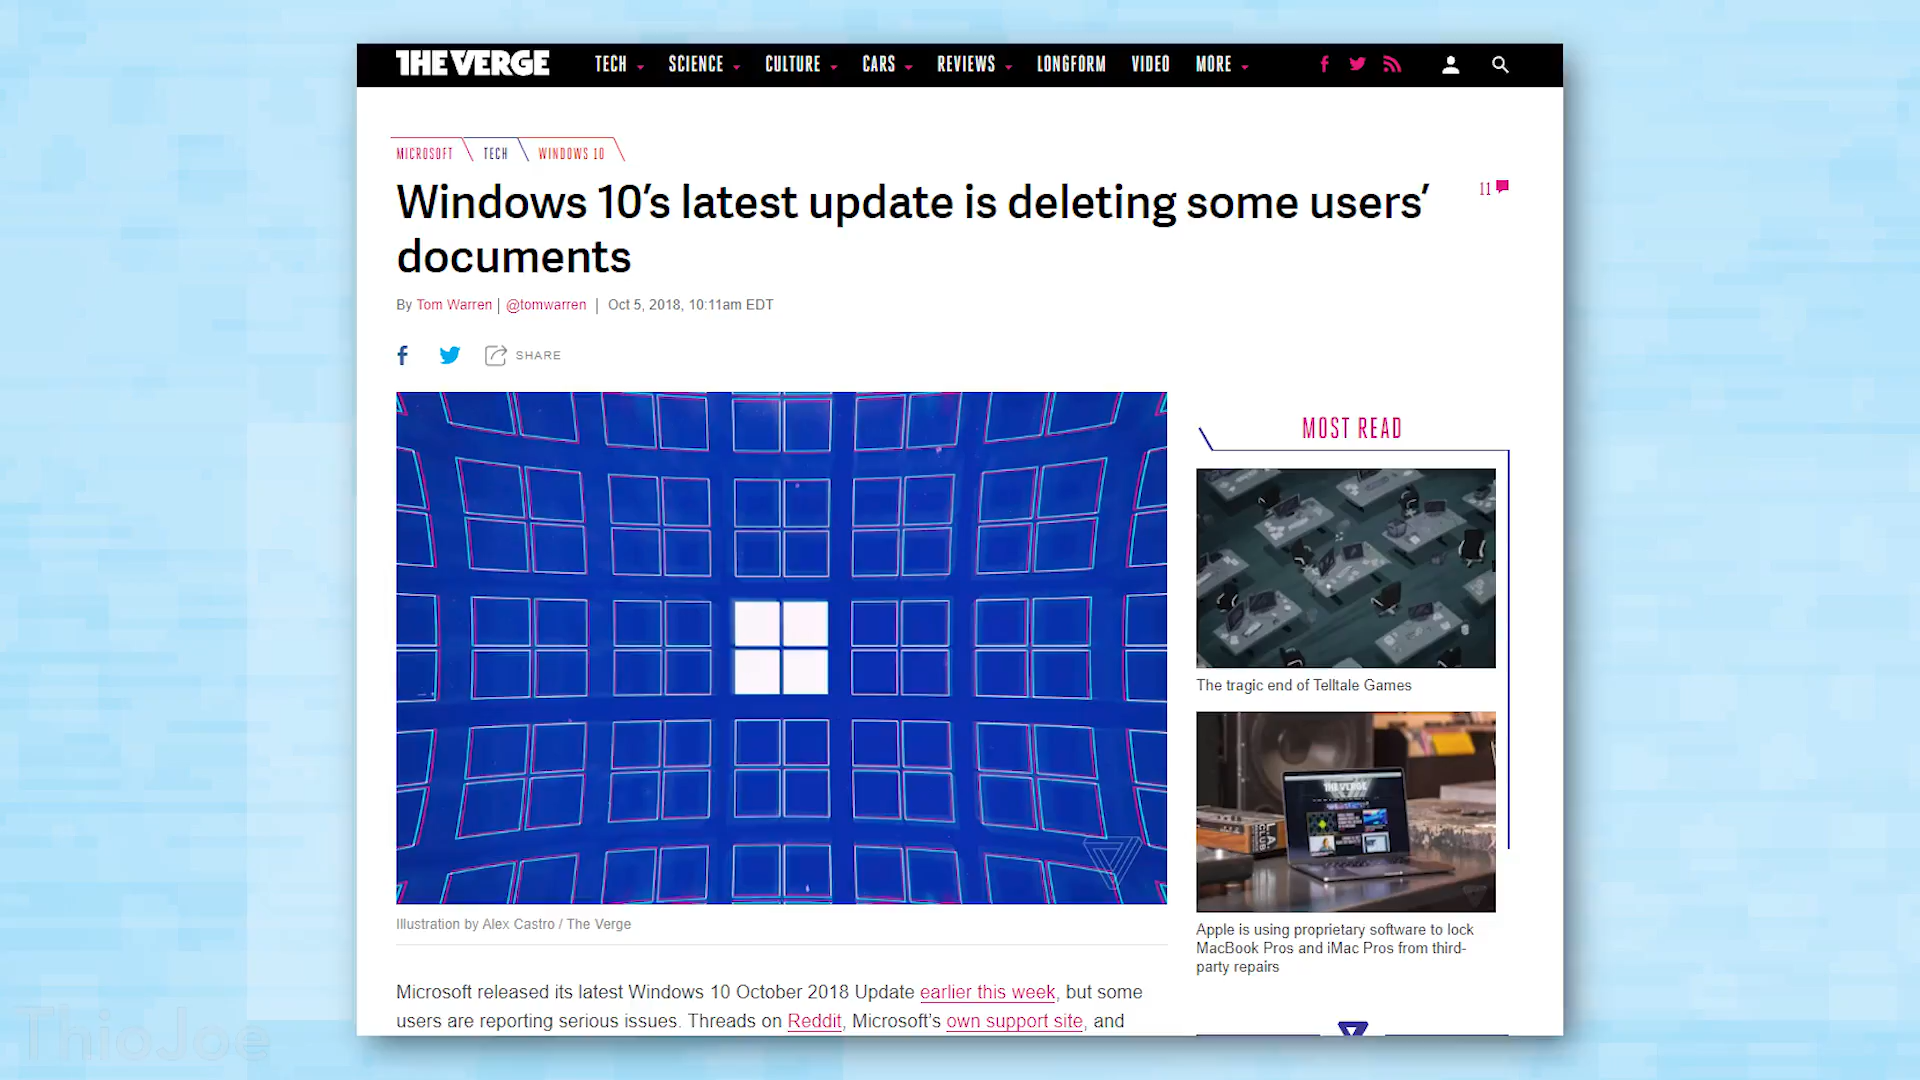 THE VERGE
TECH SCIENCE CULTURE CARS REVIEWS LONGFORM VIDEO MORE
MICROSOFT TECH WINDOWS 10
Windows 10’s latest update is deleting some users’
documents
11
By Tom Warren | @tomwarren | Oct 5, 2018, 10:11am EDT
SHARE
MOST READ
The tragic end of Telltale Games
THE VERGE
Apple is using proprietary software to lock
MacBook Pros and iMac Pros from third-
party repairs
Illustration by Alex Castro / The Verge
Microsoft released its latest Windows 10 October 2018 Update earlier this week, but some
users are reporting serious issues. Threads on Reddit, Microsoft’s own support site, and
ThioJoe